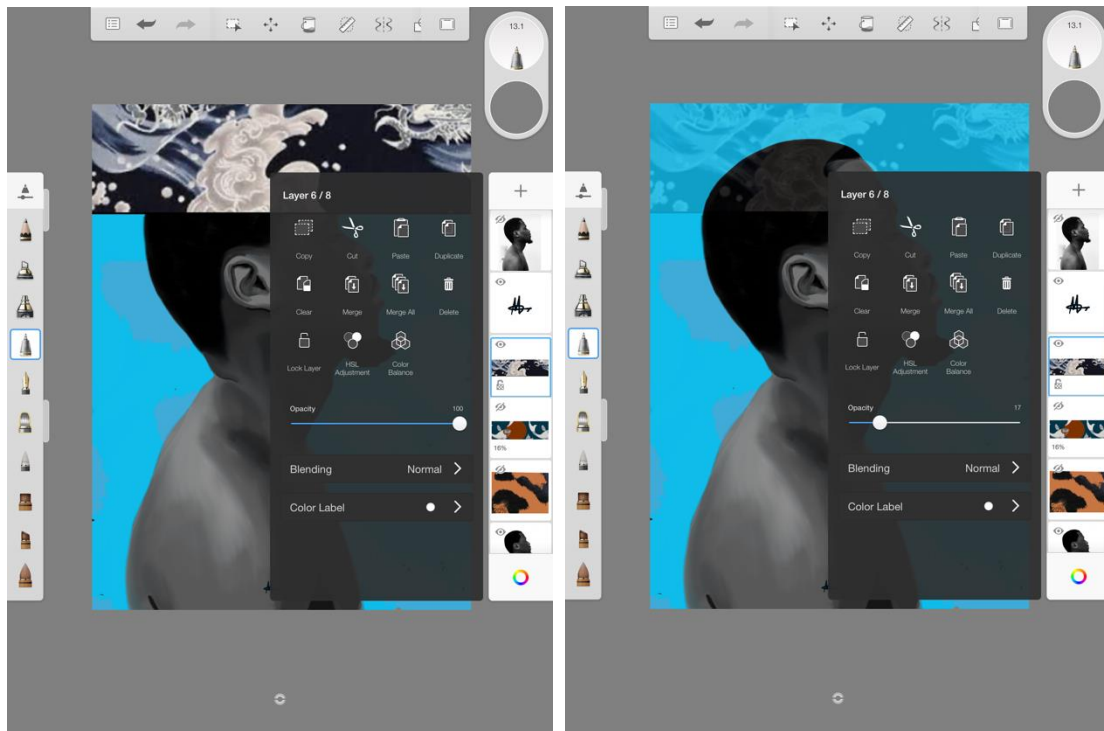 13.1
Layer 6 / 8
Copy Cut Paste Duplicate
Clear Merge Merge All Delete
Lock Layer HSL Adjustment Color Balance
Opacity 100
Blending Normal
Color Label
16%
13.1
Layer 6 / 8
Copy Cut Paste Duplicate
Clear Merge Merge All Delete
Lock Layer HSL Adjustment Color Balance
Opacity 17
Blending Normal
Color Label
16%